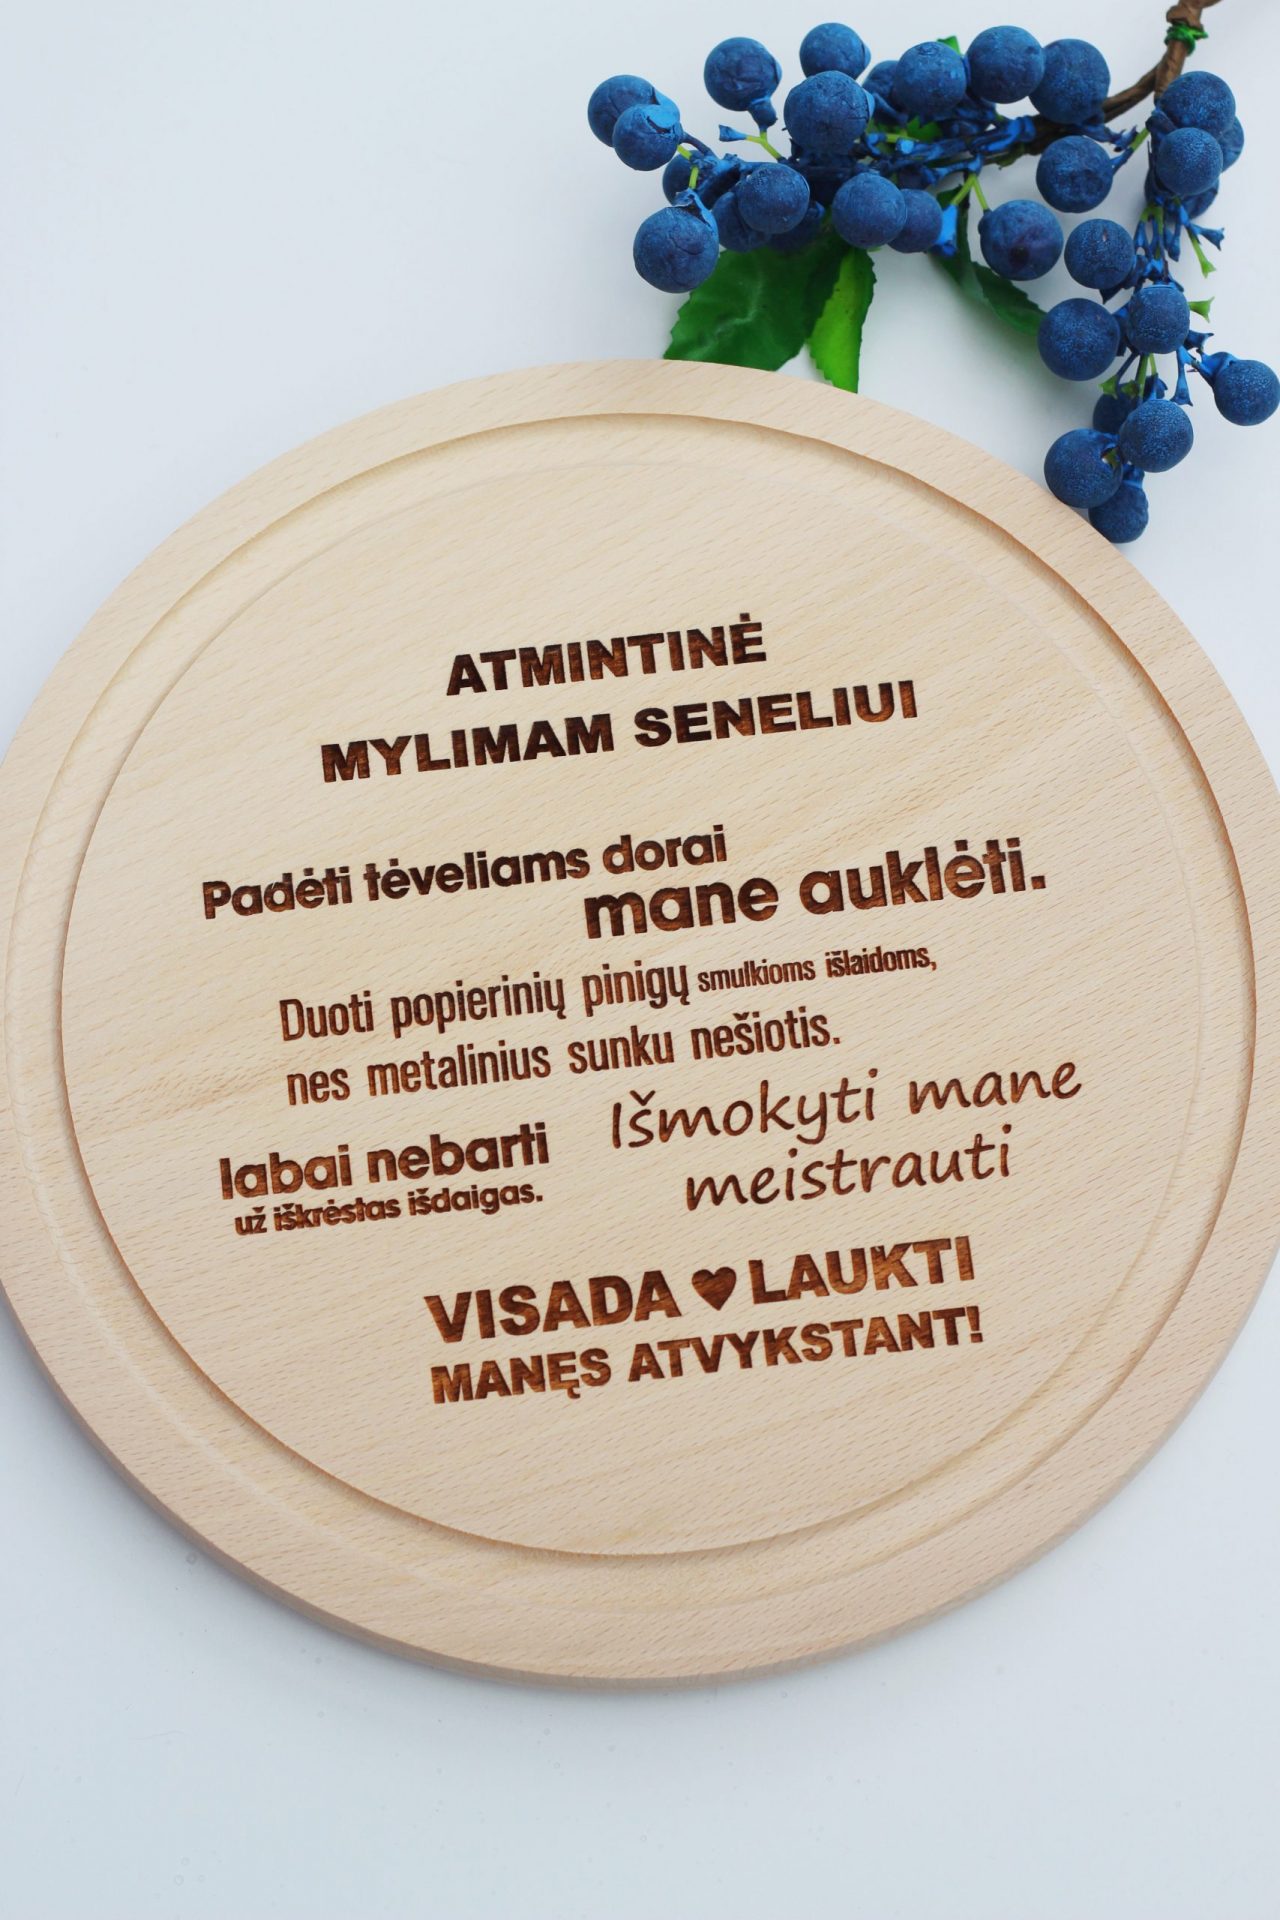 ATMINTINĖ
MYLIMAM SENELIUI
Padėti tėveliams dorai
mane auklėti.
Duoti popierinių pinigų smulkioms išlaidoms,
nes metalinius sunku nešiotis.
labai nebarti
už iškrėstas išdaigas.
Išmokyti mane
meistrauti
VISADA ♥ LAUKTI
MANĘS ATVYKSTANT!